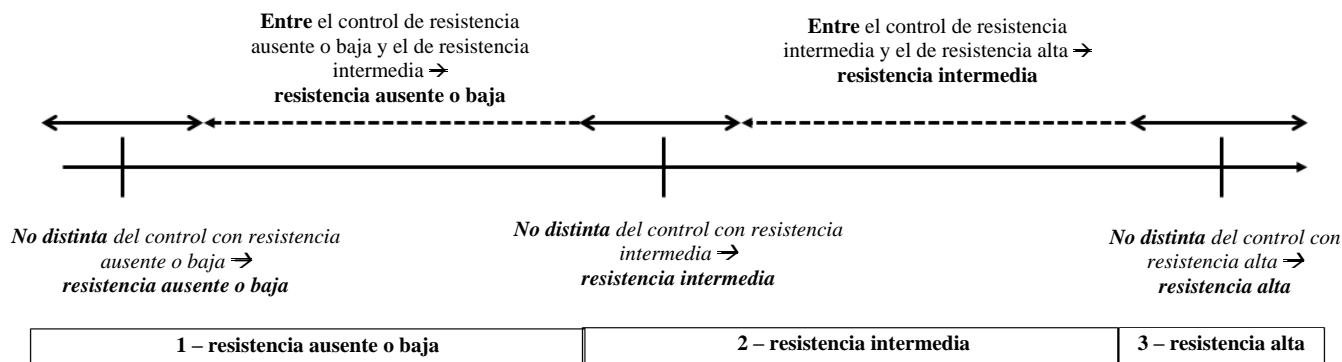 Entre el control de resistencia
ausente o baja y el de resistencia
intermedia →
resistencia ausente o baja
Entre el control de resistencia
intermedia y el de resistencia alta →
resistencia intermedia
No distinta del control con resistencia
ausente o baja →
resistencia ausente o baja
No distinta del control con resistencia
intermedia →
resistencia intermedia
No distinta del control con
resistencia alta →
resistencia alta
1 – resistencia ausente o baja
2 – resistencia intermedia
3 – resistencia alta